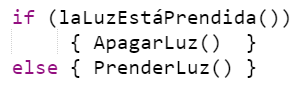 if (laLuzEstáPrendida())
{ ApagarLuz()  }
else { PrenderLuz() }